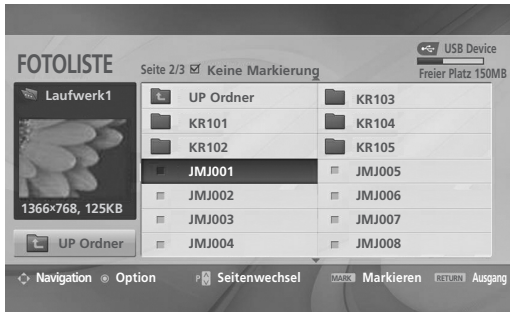 USB Device
FOTOLISTE
Seite 2/3 ☑ Keine Markierung
Freier Platz 150MB
Laufwerk1
1366×768, 125KB
UP Ordner
UP Ordner
KR101
KR102
JMJ001
JMJ002
JMJ003
JMJ004
KR103
KR104
KR105
JMJ005
JMJ006
JMJ007
JMJ008
Navigation ◉ Option P Seitenwechsel MARK Markieren RETURN Ausgang